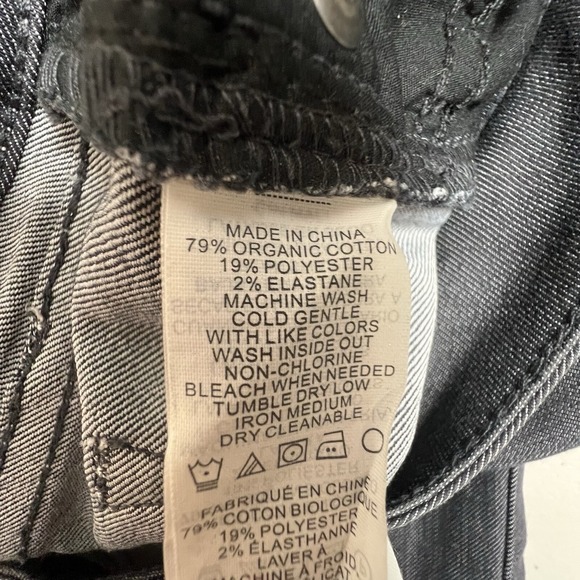 MADE IN CHINA
79% ORGANIC COTTON
19% POLYESTER
2% ELASTANE
MACHINE WASH
COLD GENTLE
WITH LIKE COLORS
WASH INSIDE OUT
NON-CHLORINE
BLEACH WHEN NEEDED
TUMBLE DRY LOW
IRON MEDIUM
DRY CLEANABLE
FABRIQUÉ EN CHINE
79% COTON BIOLOGIQUE
19% POLYESTER
2% ÉLASTHANNE
LAVER À
MACHINE À FROID